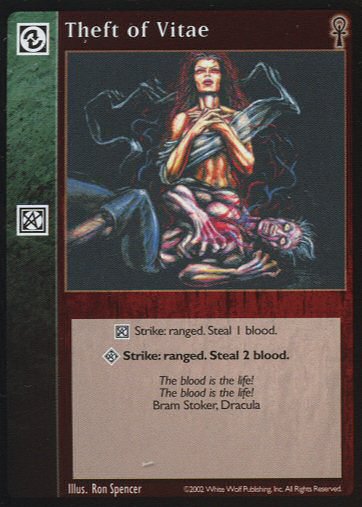 Theft of Vitae
Strike: ranged. Steal 1 blood.
Strike: ranged. Steal 2 blood.
The blood is the life!
The blood is the life!
Bram Stoker, Dracula
Illus. Ron Spencer
©2002 White Wolf Publishing, Inc. All Rights Reserved.